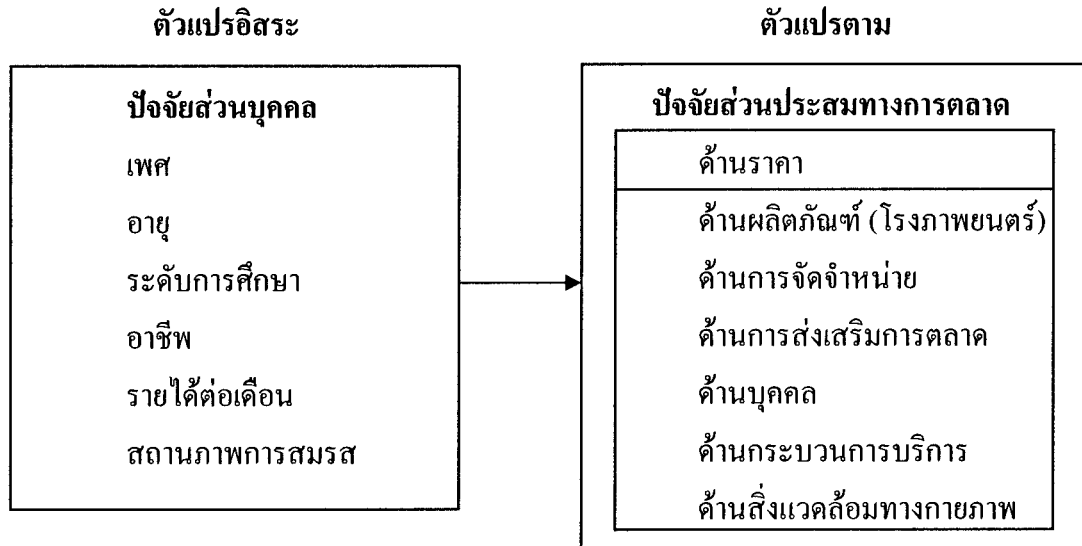 ตัวแปรอิสระ
ปัจจัยส่วนบุคคล
เพศ
อายุ
ระดับการศึกษา
อาชีพ
รายได้ต่อเดือน
สถานภาพการสมรส
ตัวแปรตาม
ปัจจัยส่วนประสมทางการตลาด
ด้านราคา
ด้านผลิตภัณฑ์ (โรงภาพยนตร์)
ด้านการจัดจำหน่าย
ด้านการส่งเสริมการตลาด
ด้านบุคคล
ด้านกระบวนการบริการ
ด้านสิ่งแวดล้อมทางกายภาพ